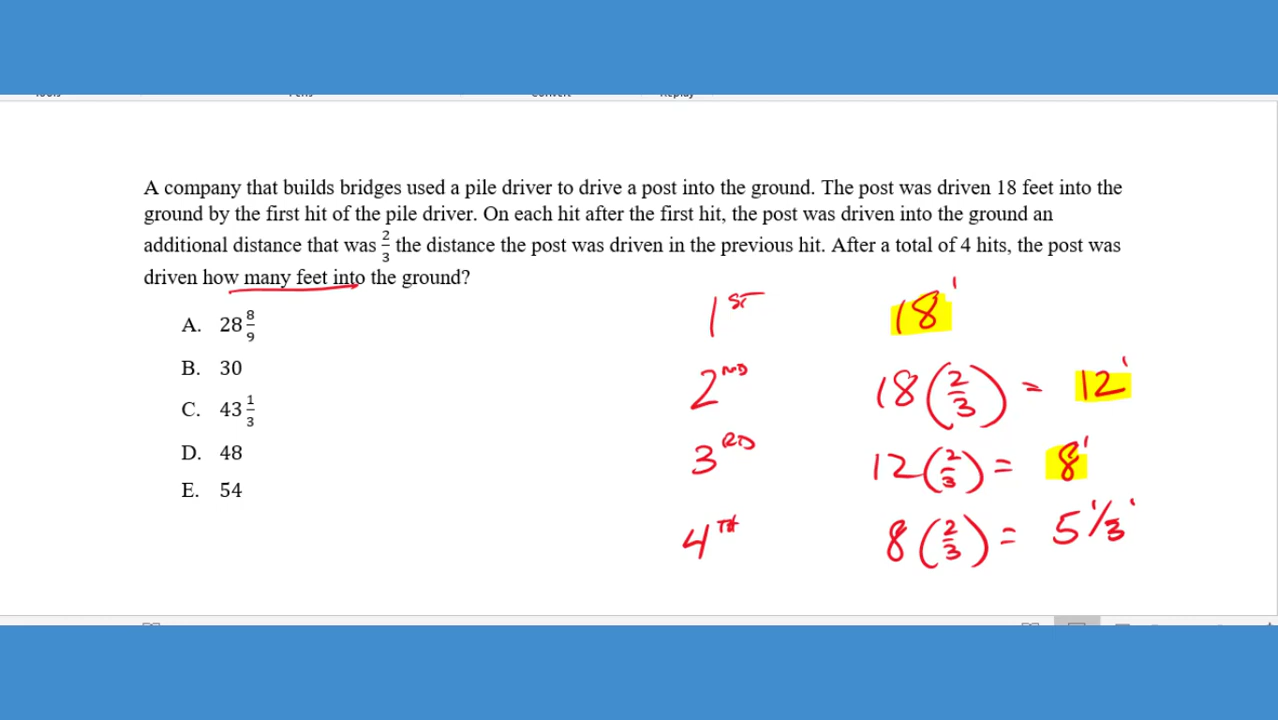 A company that builds bridges used a pile driver to drive a post into the ground. The post was driven 18 feet into the
ground by the first hit of the pile driver. On each hit after the first hit, the post was driven into the ground an
additional distance that was 2/3 the distance the post was driven in the previous hit. After a total of 4 hits, the post was
driven how many feet into the ground?
A. 28 8/9
B. 30
C. 43 1/3
D. 48
E. 54
1ST 18'
2ND 18(2/3) = 12'
3RD 12(2/3) = 8'
4TH 8(2/3) = 5 1/3'